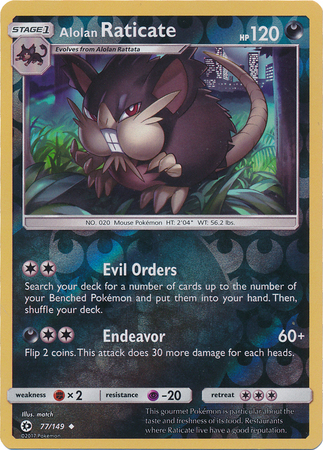 STAGE 1 Alolan Raticate HP 120
Evolves from Alolan Rattata
NO. 020 Mouse Pokémon HT: 2'04" WT: 56.2 lbs.
Evil Orders
Search your deck for a number of cards up to the number of
your Benched Pokémon and put them into your hand. Then,
shuffle your deck.
Endeavor 60+
Flip 2 coins. This attack does 30 more damage for each heads.
weakness × 2 resistance -20 retreat
Illus. match
77/149
©2017 Pokémon
This gourmet Pokémon is particular about
the taste and freshness of its food. Restaurants
where Raticate live have a good reputation.